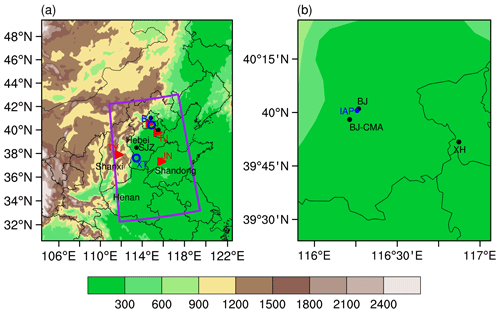 (a)
48°N
46°N
44°N
42°N
40°N
38°N
36°N
34°N
32°N
Hebei
SJZ
XT
JN
Shanxi
Shandong
Henan
106°E
110°E
114°E
118°E
122°E
(b)
40°15'N
40°N
39°45'N
39°30'N
BJ
IAP
BJ-CMA
XH
116°E
116°30'E
117°E
300
600
900
1200
1500
1800
2100
2400